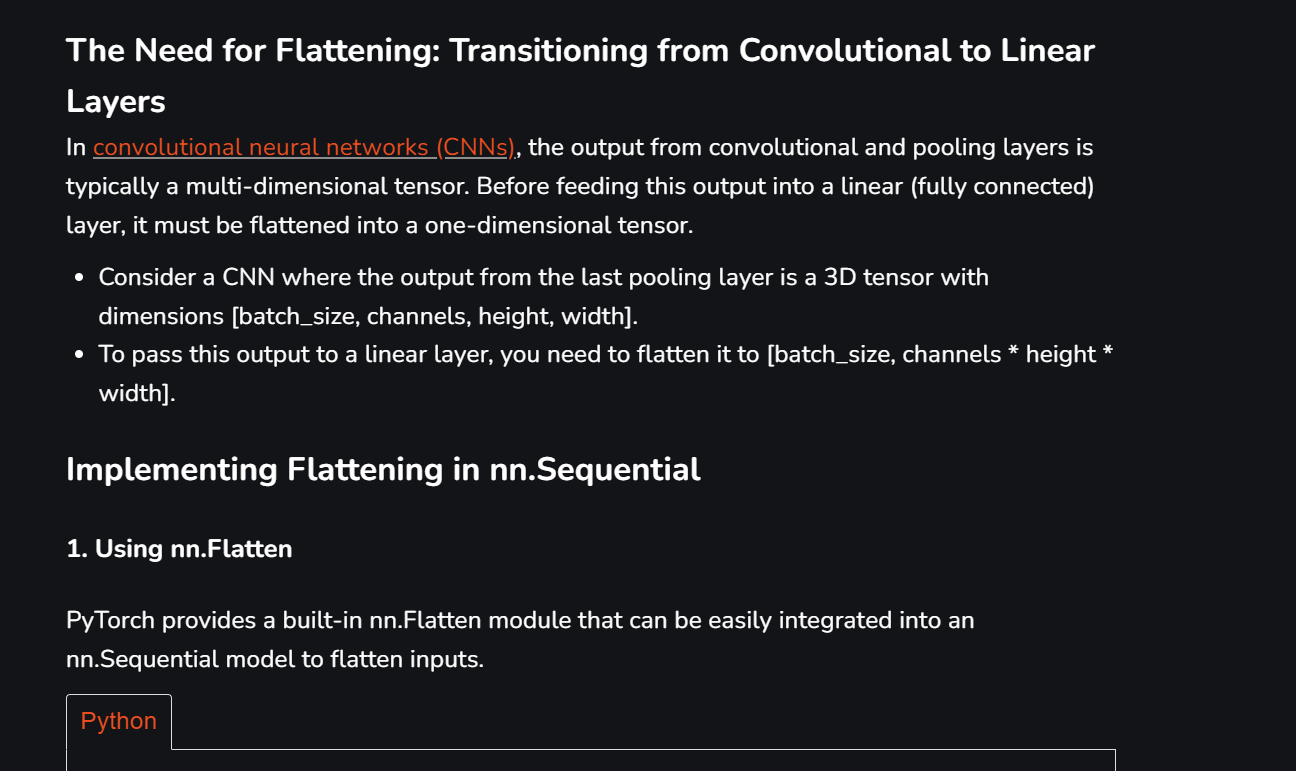 The Need for Flattening: Transitioning from Convolutional to Linear
Layers
In convolutional neural networks (CNNs), the output from convolutional and pooling layers is
typically a multi-dimensional tensor. Before feeding this output into a linear (fully connected)
layer, it must be flattened into a one-dimensional tensor.
• Consider a CNN where the output from the last pooling layer is a 3D tensor with
dimensions [batch_size, channels, height, width].
• To pass this output to a linear layer, you need to flatten it to [batch_size, channels * height *
width].
Implementing Flattening in nn.Sequential
1. Using nn.Flatten
PyTorch provides a built-in nn.Flatten module that can be easily integrated into an
nn.Sequential model to flatten inputs.
Python